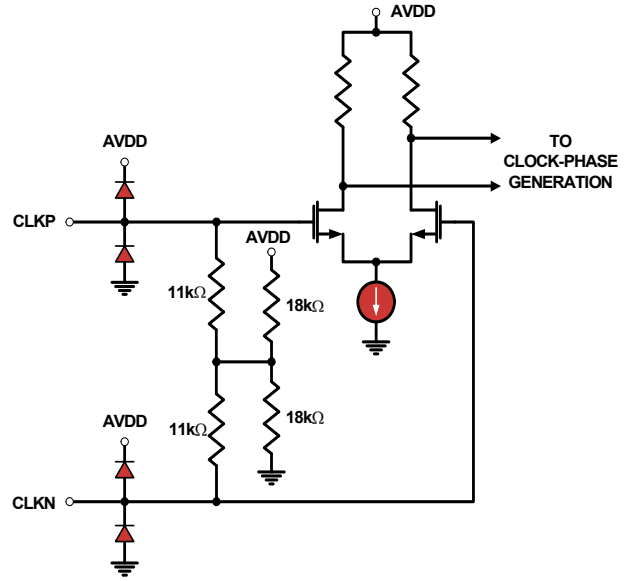 AVDD
TO
CLOCK-PHASE
GENERATION
AVDD
CLKP
AVDD
11kΩ
18kΩ
11kΩ
18kΩ
AVDD
CLKN